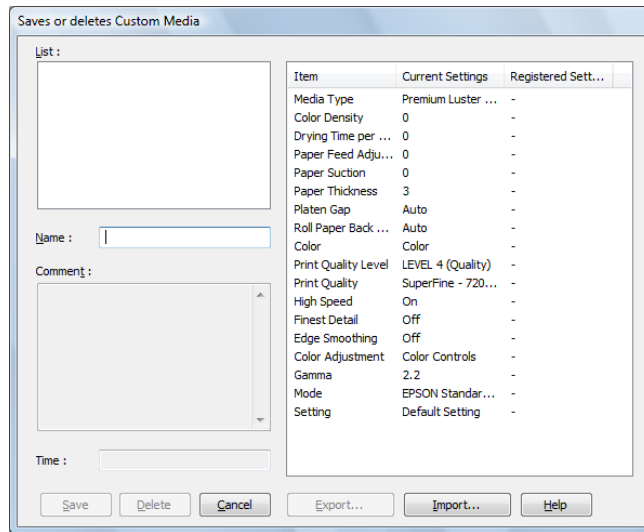 Saves or deletes Custom Media
List :
Name :
Comment :
Time :
Item Current Settings Registered Sett...
Media Type Premium Luster ... -
Color Density 0 -
Drying Time per ... 0 -
Paper Feed Adju... 0 -
Paper Suction 0 -
Paper Thickness 3 -
Platen Gap Auto -
Roll Paper Back ... Auto -
Color Color -
Print Quality Level LEVEL 4 (Quality) -
Print Quality SuperFine - 720... -
High Speed On -
Finest Detail Off -
Edge Smoothing Off -
Color Adjustment Color Controls -
Gamma 2.2 -
Mode EPSON Standar... -
Setting Default Setting -
Save Delete Cancel Export... Import... Help